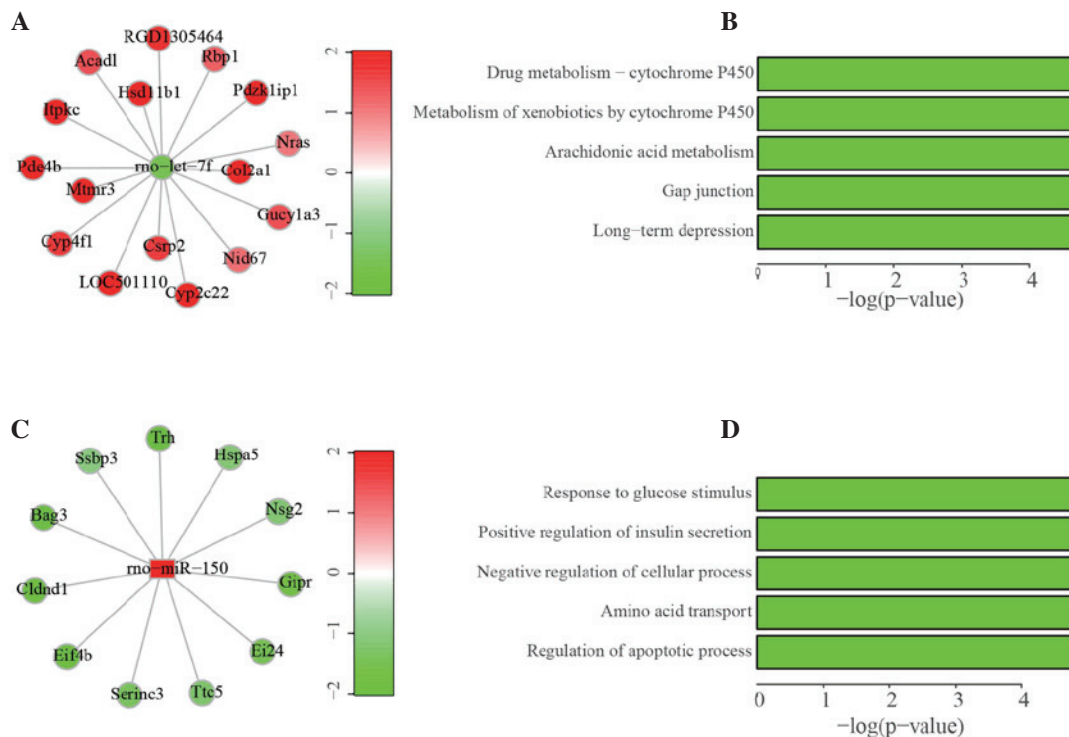 A
RGD1305464
Acadl
Rbp1
Hsd11b1
Pdzk1ip1
Itpkc
Nras
Pde4b
rno−let−7f
Col2a1
Mtmr3
Gucy1a3
Cyp4f1
Csrp2
Nid67
LOC501110
Cyp2c22
2
1
0
−1
−2
B
Drug metabolism − cytochrome P450
Metabolism of xenobiotics by cytochrome P450
Arachidonic acid metabolism
Gap junction
Long−term depression
0 1 2 3 4
−log(p−value)
C
Trh
Ssbp3
Hspa5
Bag3
Nsg2
rno−miR−150
Cldnd1
Gipr
Eif4b
Ei24
Serinc3
Ttc5
2
1
0
−1
−2
D
Response to glucose stimulus
Positive regulation of insulin secretion
Negative regulation of cellular process
Amino acid transport
Regulation of apoptotic process
0 1 2 3 4
−log(p−value)